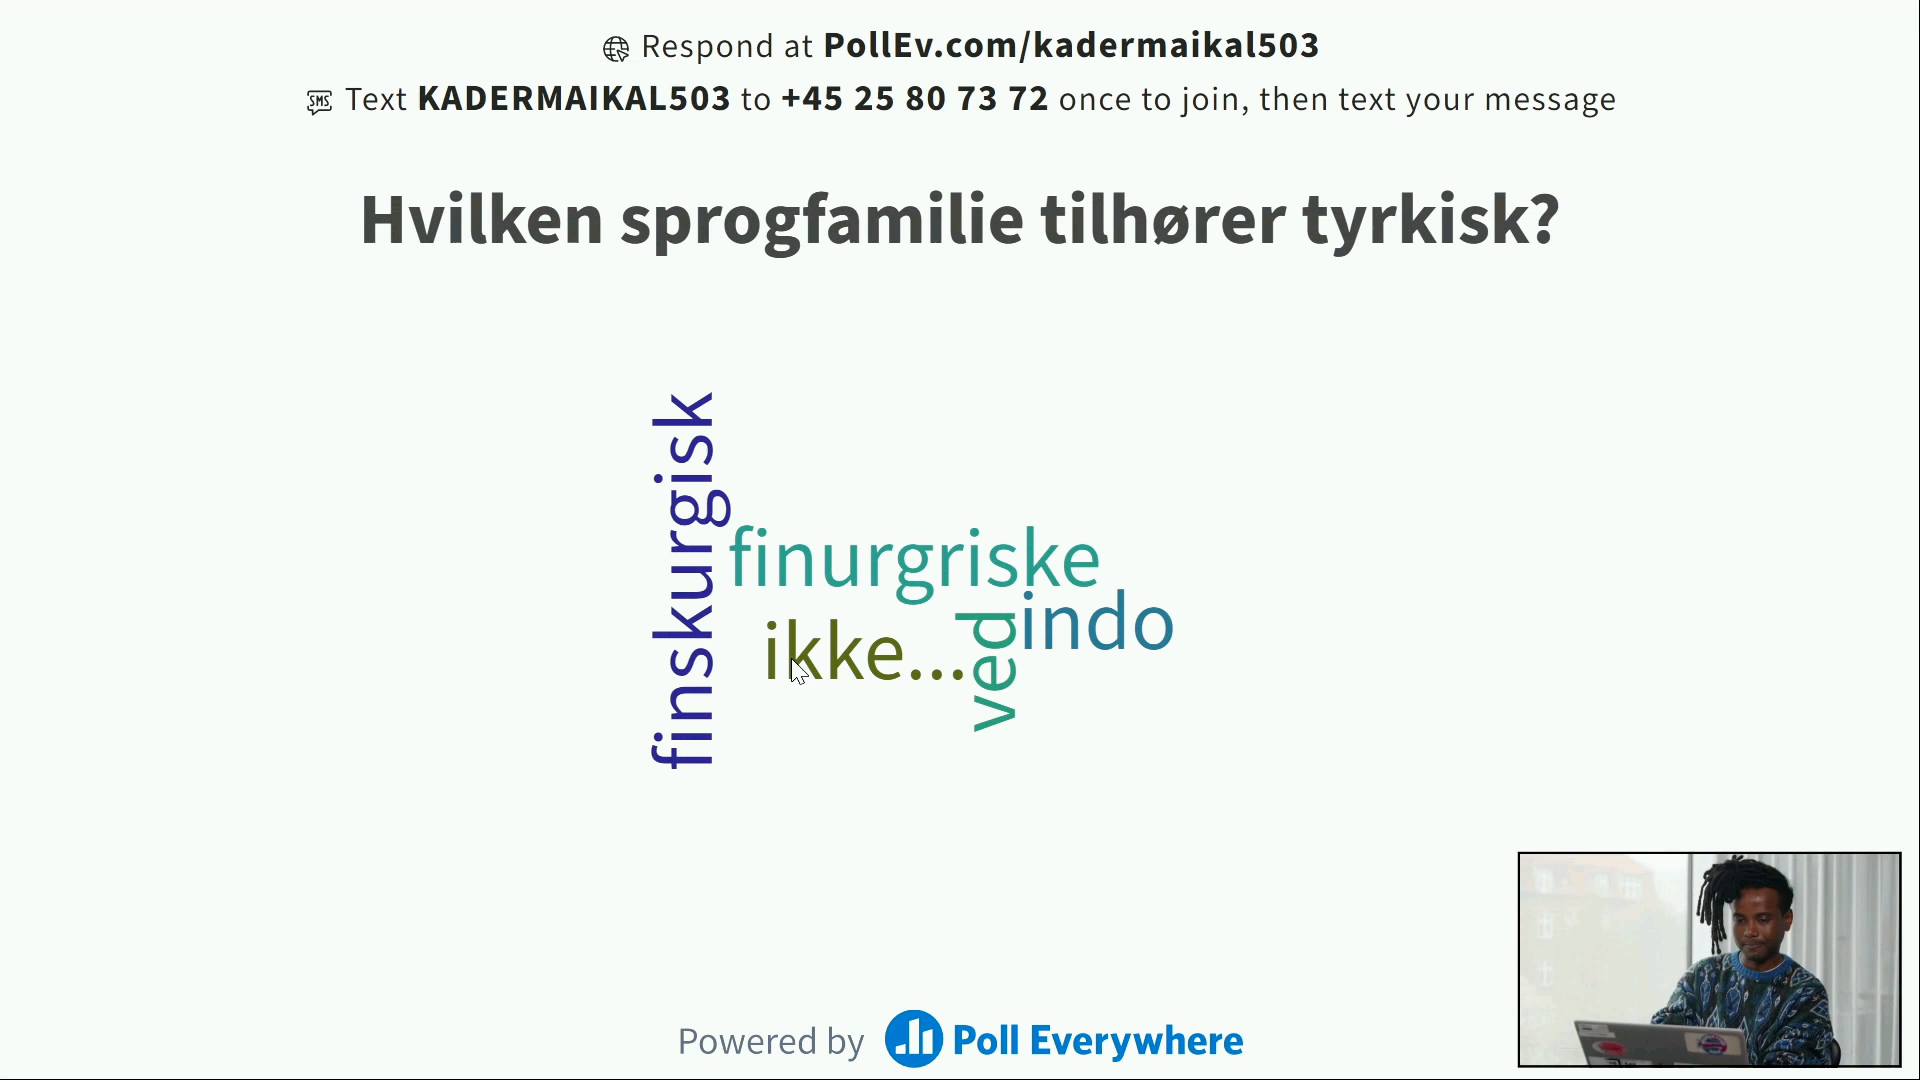 Respond at PollEv.com/kadermaikal503
SMS Text KADERMAIKAL503 to +45 25 80 73 72 once to join, then text your message
Hvilken sprogfamilie tilhører tyrkisk?
finskurgisk
finurgriske
indo
ikke...
ved
Powered by Poll Everywhere